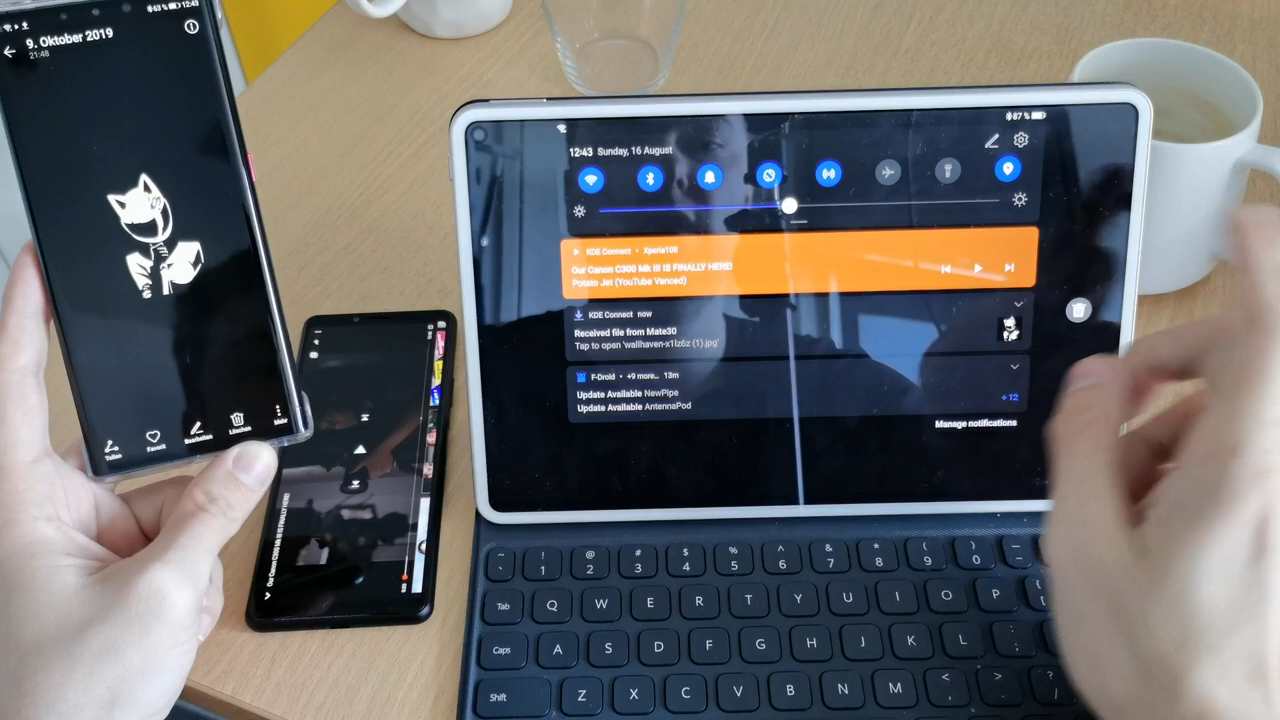 63 % 12:43
9. Oktober 2019
21:48
Teilen
Favorit
Bearbeiten
Löschen
Mehr
Our Canon C300 Mk III IS FINALLY HERE!
87 %
12:43 Sunday, 16 August
KDE Connect • Xperia10II
Our Canon C300 Mk III IS FINALLY HERE!
Potato Jet (YouTube Vanced)
KDE Connect now
Received file from Mate30
Tap to open 'wallhaven-x1lz6z (1).jpg'
F-Droid • +9 more... 13m
Update Available NewPipe
Update Available AntennaPod
+12
Manage notifications
~ ! @ # $ % ^ & * ( ) _
` 1 2 3 4 5 6 7 8 9 0 -
Tab Q W E R T Y U I O P {
[
Caps A S D F G H J K L :
;
Shift Z X C V B N M < > ?
, . /